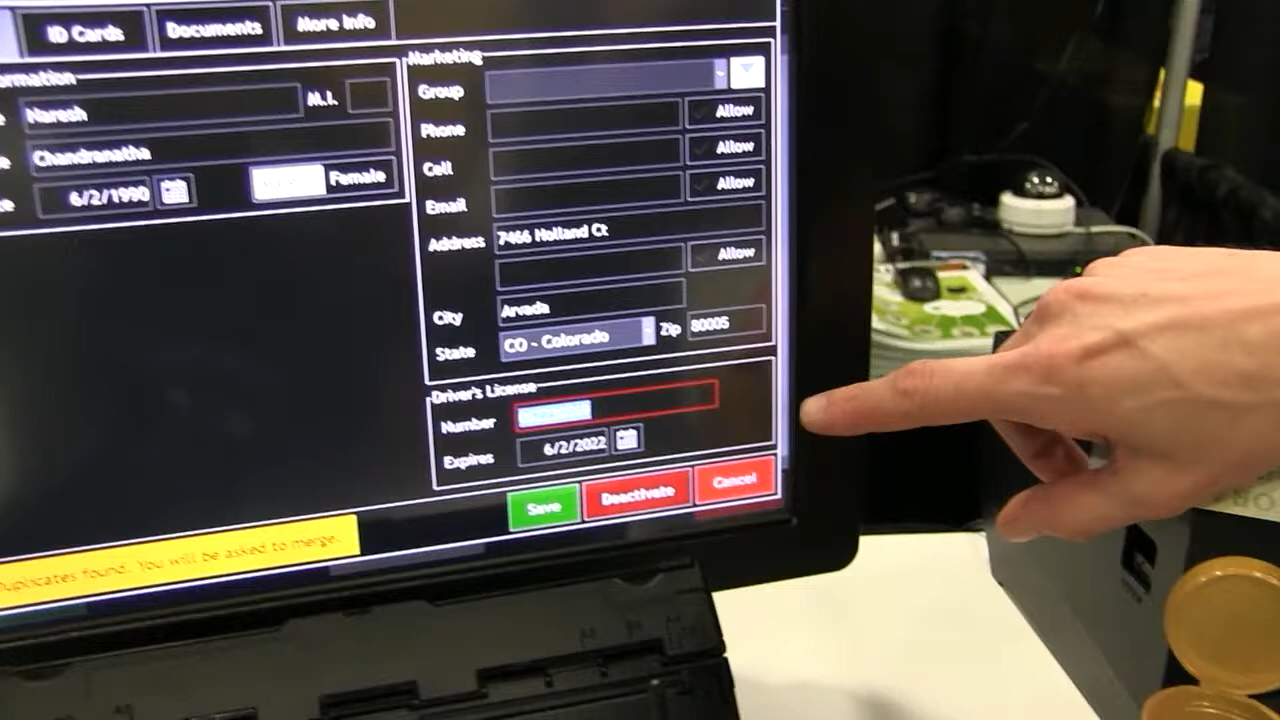 ID Cards Documents More Info
ormation
Naresh M.I.
Chandranatha
6/2/1990 Female
Marketing
Group
Phone Allow
Cell Allow
Email Allow
Address 7466 Holland Ct
Allow
City Arvada
State CO - Colorado Zip 80005
Driver's License
Number
Expires 6/2/2022
Save Deactivate Cancel
Duplicates found. You will be asked to merge.